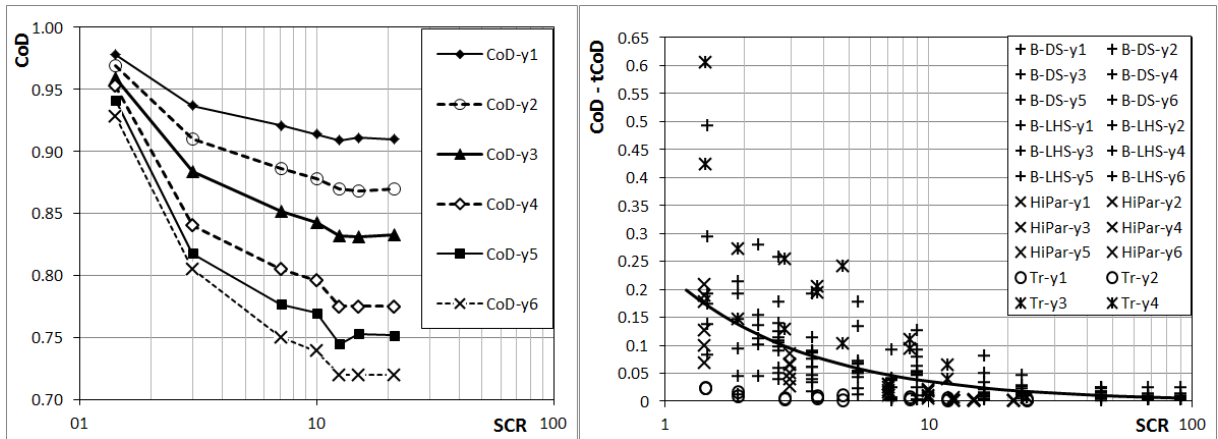 CoD
1.00
0.95
0.90
0.85
0.80
0.75
0.70
01
10
SCR
100
CoD-y1
CoD-y2
CoD-y3
CoD-y4
CoD-y5
CoD-y6
CoD - tCoD
0.65
0.6
0.55
0.5
0.45
0.4
0.35
0.3
0.25
0.2
0.15
0.1
0.05
0
1
10
SCR
100
B-DS-y1 B-DS-y2
B-DS-y3 B-DS-y4
B-DS-y5 B-DS-y6
B-LHS-y1 B-LHS-y2
B-LHS-y3 B-LHS-y4
B-LHS-y5 B-LHS-y6
HiPar-y1 HiPar-y2
HiPar-y3 HiPar-y4
HiPar-y5 HiPar-y6
Tr-y1 Tr-y2
Tr-y3 Tr-y4